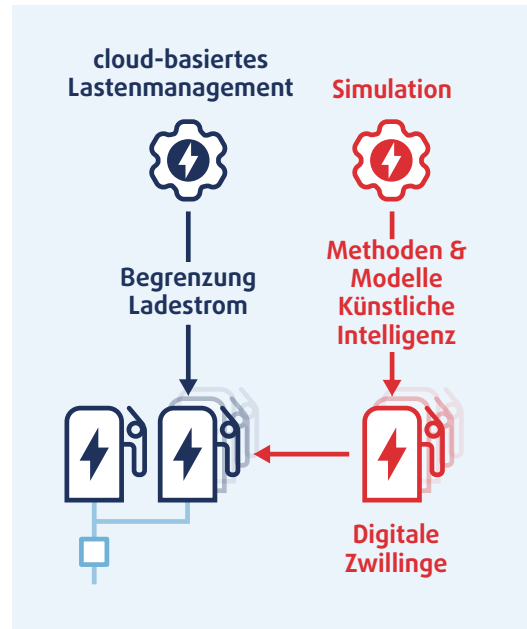 cloud-basiertes
Lastenmanagement
Simulation
Begrenzung
Ladestrom
Methoden &
Modelle
Künstliche
Intelligenz
Digitale
Zwillinge